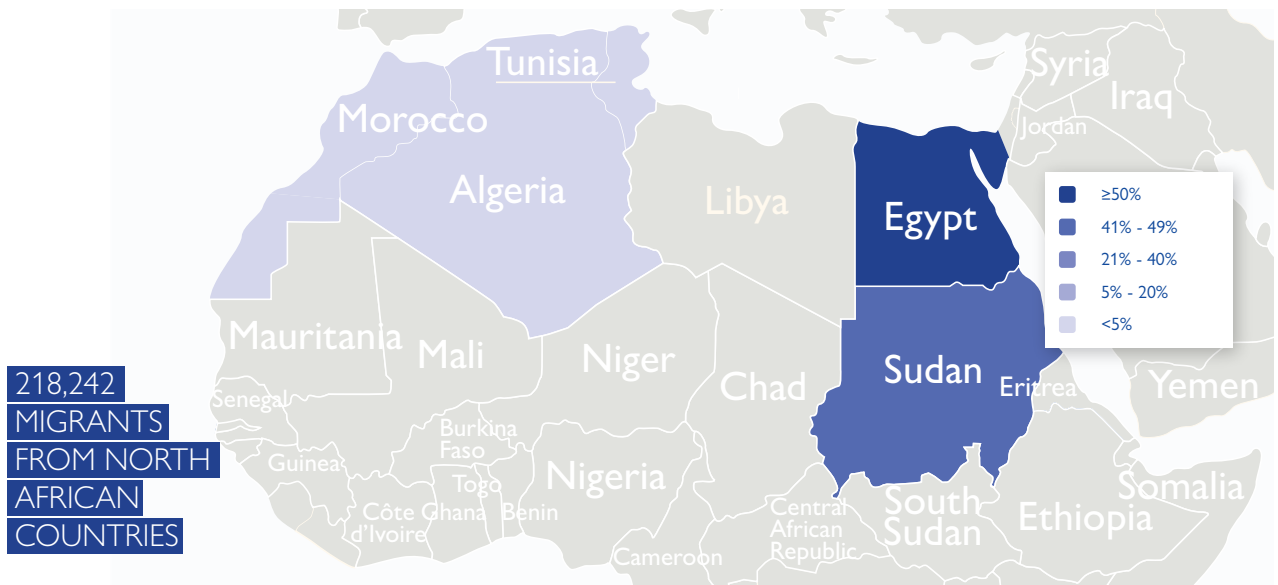 Tunisia
Morocco
Algeria
Libya
Egypt
Syria
Iraq
Jordan
≥50%
41% - 49%
21% - 40%
5% - 20%
<5%
Mauritania
Mali
Niger
Chad
Sudan
Eritrea
Yemen
Senegal
Guinea
Burkina
Faso
Togo
Côte
d'Ivoire
Ghana
Benin
Nigeria
Cameroon
Central
African
Republic
South
Sudan
Ethiopia
Somalia
218,242
MIGRANTS
FROM NORTH
AFRICAN
COUNTRIES